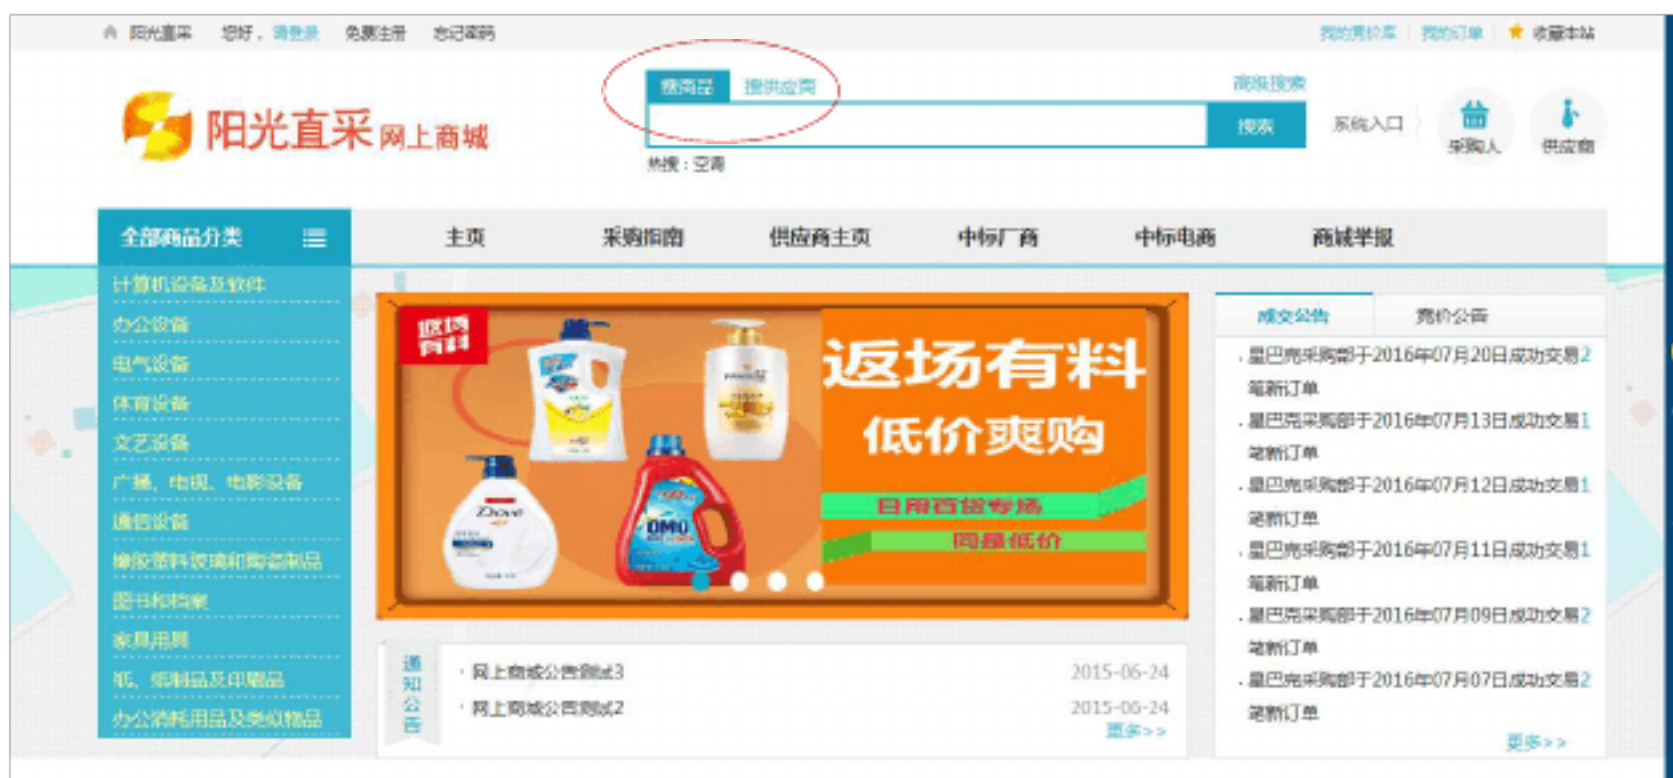 阳光直采 您好，请登录 免费注册 忘记密码
我的竞价库 我的订单 收藏本站
搜商品 搜供应商 高级搜索
阳光直采 网上商城
搜索 系统入口 采购人 供应商
热搜：空调
全部商品分类 主页 采购指南 供应商主页 中标厂商 中标电商 商城举报
计算机设备及软件
办公设备
电气设备
体育设备
文艺设备
广播、电视、电影设备
通信设备
橡胶塑料玻璃和陶瓷制品
图书和档案
家具用具
纸、纸制品及印刷品
办公消耗用品及类似物品
返场
有料
返场有料
低价爽购
日用百货专场
同是低价
Dove
OMO
通知公告
· 网上商城公告测试3 2015-06-24
· 网上商城公告测试2 2015-06-24
更多>>
成交公告 竞价公告
. 星巴克采购部于2016年07月20日成功交易2
笔新订单
. 星巴克采购部于2016年07月13日成功交易1
笔新订单
. 星巴克采购部于2016年07月12日成功交易1
笔新订单
. 星巴克采购部于2016年07月11日成功交易1
笔新订单
. 星巴克采购部于2016年07月09日成功交易2
笔新订单
. 星巴克采购部于2016年07月07日成功交易2
笔新订单
更多>>